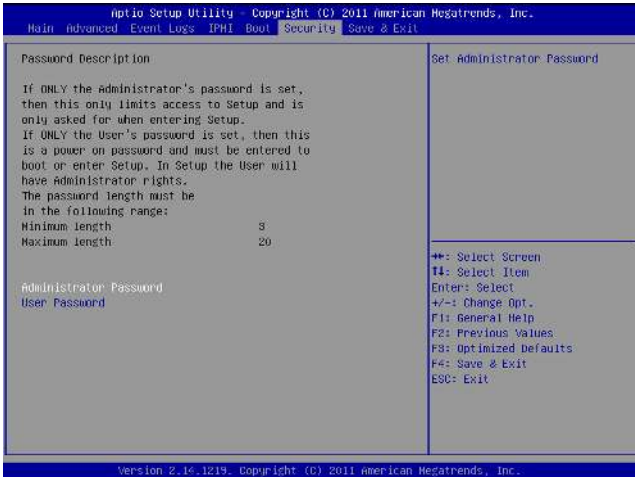 Aptio Setup Utility - Copyright (C) 2011 American Megatrends, Inc.
Main Advanced Event Logs IPMI Boot Security Save & Exit
Password Description
If ONLY the Administrator's password is set,
then this only limits access to Setup and is
only asked for when entering Setup.
If ONLY the User's password is set, then this
is a power on password and must be entered to
boot or enter Setup. In Setup the User will
have Administrator rights.
The password length must be
in the following range:
Minimum length 3
Maximum length 20
Administrator Password
User Password
Set Administrator Password
→←: Select Screen
↑↓: Select Item
Enter: Select
+/-: Change Opt.
F1: General Help
F2: Previous Values
F3: Optimized Defaults
F4: Save & Exit
ESC: Exit
Version 2.14.1219. Copyright (C) 2011 American Megatrends, Inc.